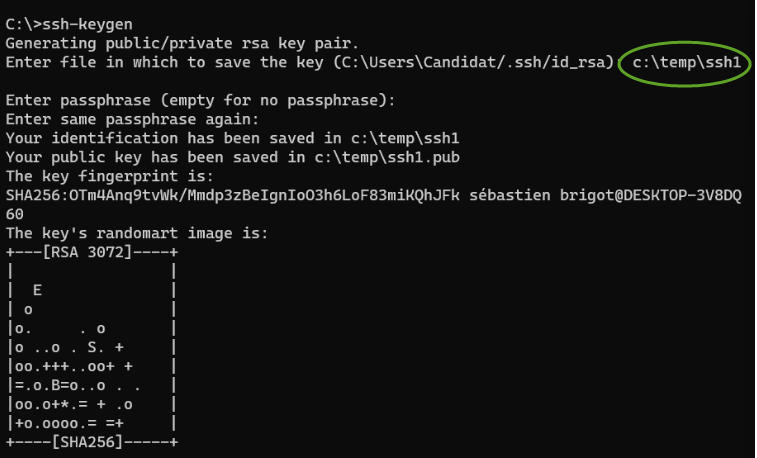 C:\>ssh-keygen
Generating public/private rsa key pair.
Enter file in which to save the key (C:\Users\Candidat/.ssh/id_rsa): c:\temp\ssh1
Enter passphrase (empty for no passphrase):
Enter same passphrase again:
Your identification has been saved in c:\temp\ssh1
Your public key has been saved in c:\temp\ssh1.pub
The key fingerprint is:
SHA256:OTm4Anq9tvWk/Mmdp3zBeIgnIoO3h6LoF83miKQhJFk sébastien brigot@DESKTOP-3V8DQ
60
The key's randomart image is:
+---[RSA 3072]----+
|                 |
|  E              |
| o               |
|o.     . o       |
|o ..o . S. +     |
|oo.+++..oo+ +    |
|=.o.B=o..o . .   |
|oo.o+*.= + .o    |
|+o.oooo.= =+     |
+----[SHA256]-----+